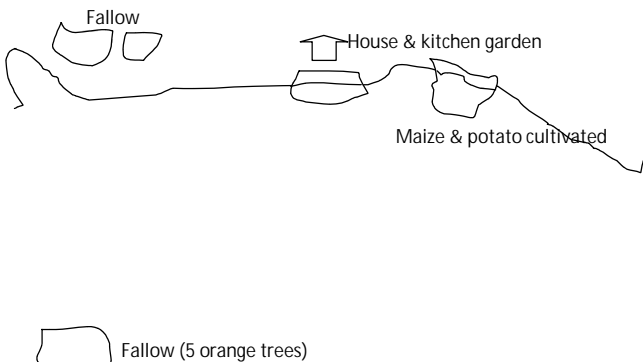 Fallow
House & kitchen garden
Maize & potato cultivated
Fallow (5 orange trees)